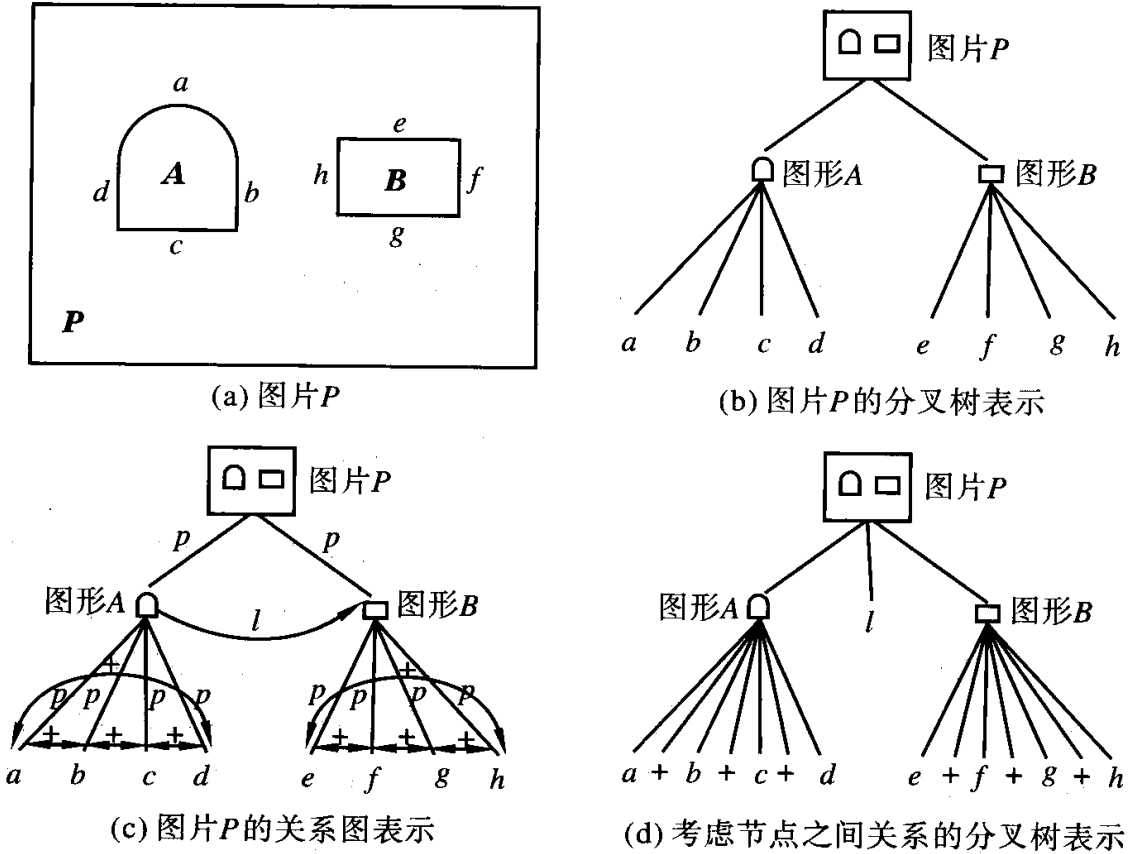 a
A
d
b
c
e
h
B
f
g
P
(a) 图片P
图片P
图形A
图形B
a b c d e f g h
(b) 图片P的分叉树表示
图片P
p p
图形A
l
图形B
+ +
p p p p p p p p
+ + + + + +
a b c d e f g h
(c) 图片P的关系图表示
图片P
图形A
l
图形B
a + b + c + d e + f + g + h
(d) 考虑节点之间关系的分叉树表示